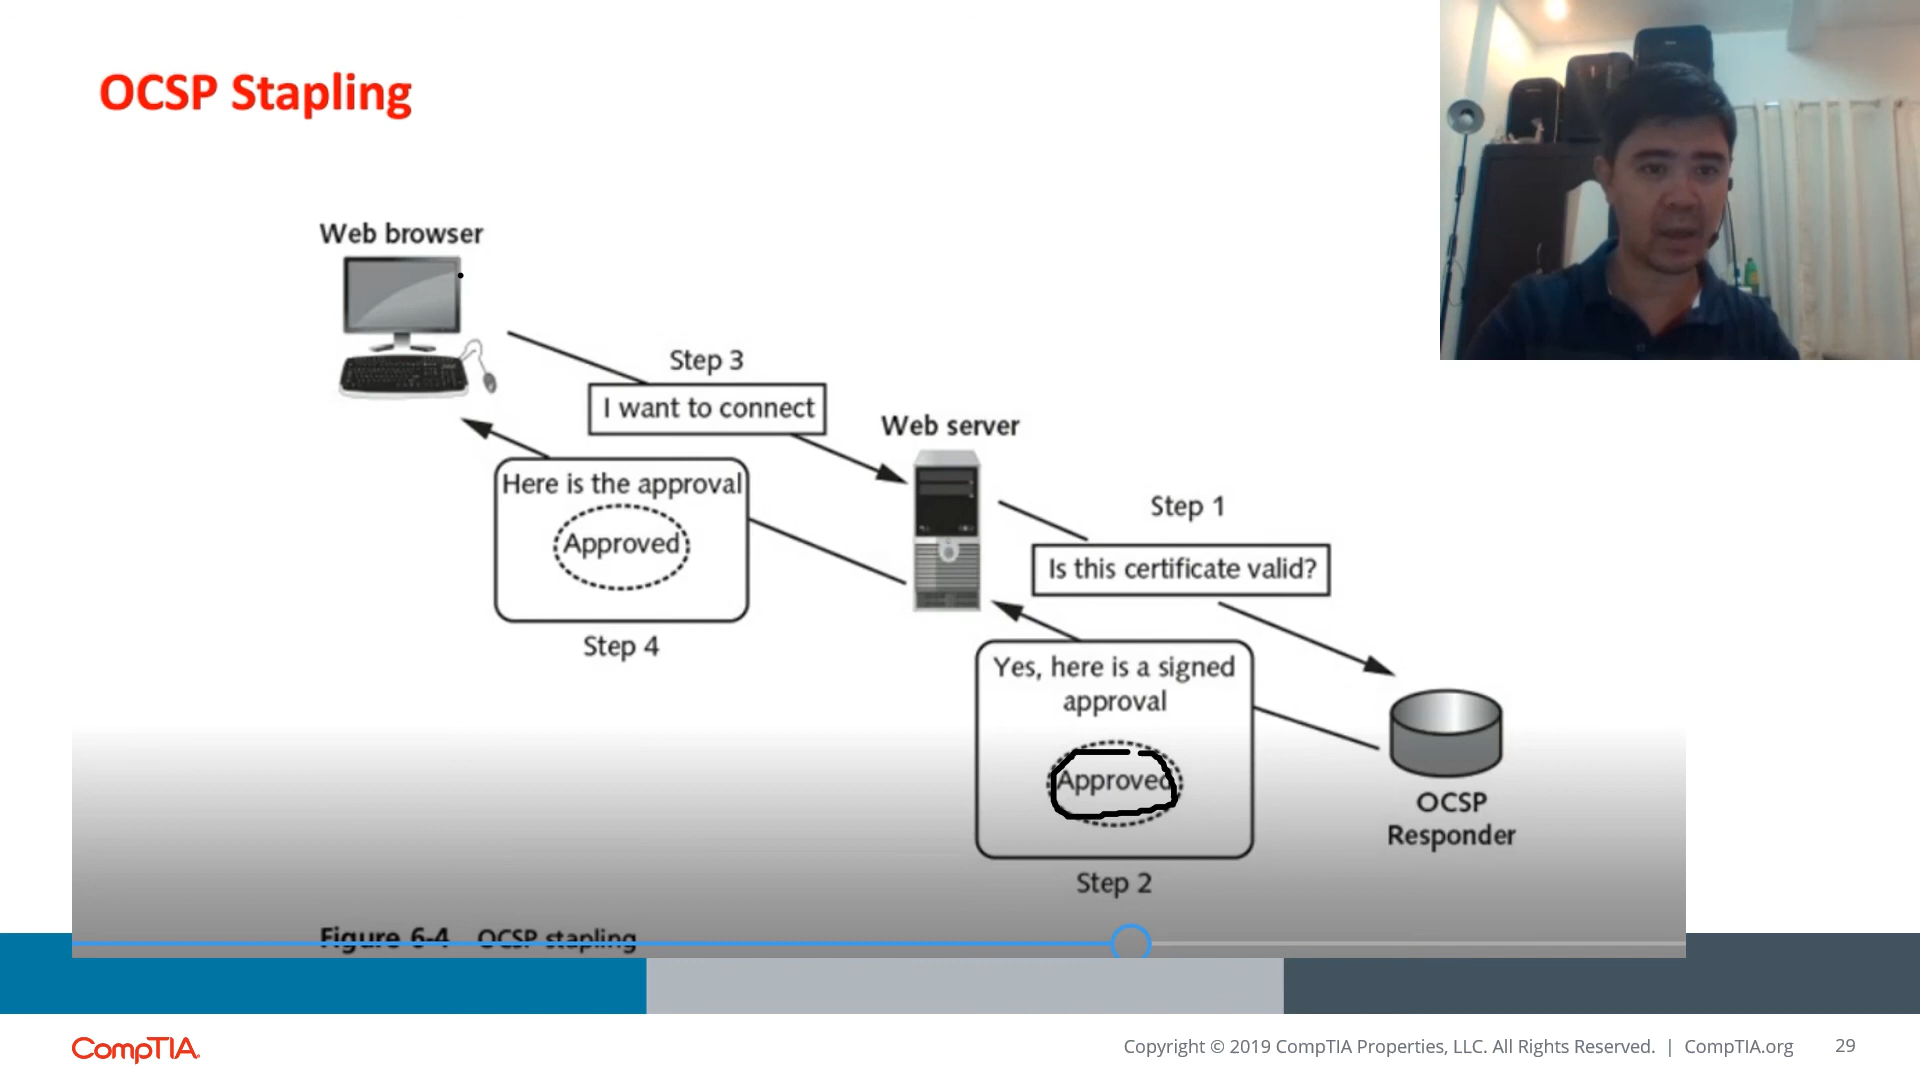 OCSP Stapling
Web browser
Step 3
I want to connect
Web server
Here is the approval
Approved
Step 4
Step 1
Is this certificate valid?
Yes, here is a signed
approval
Approved
Step 2
OCSP
Responder
Figure 6-4 OCSP stapling
CompTIA.
Copyright © 2019 CompTIA Properties, LLC. All Rights Reserved. | CompTIA.org 29